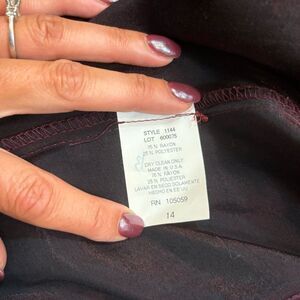 STYLE 1144
LOT 600075
75 % RAYON
25 % POLYESTER
DRY CLEAN ONLY
MADE IN U.S.A.
75 % RAYON
25 % POLIESTER
LAVAR EN SECO SOLAMENTE
HECHO EN EE UU
RN 105059
14